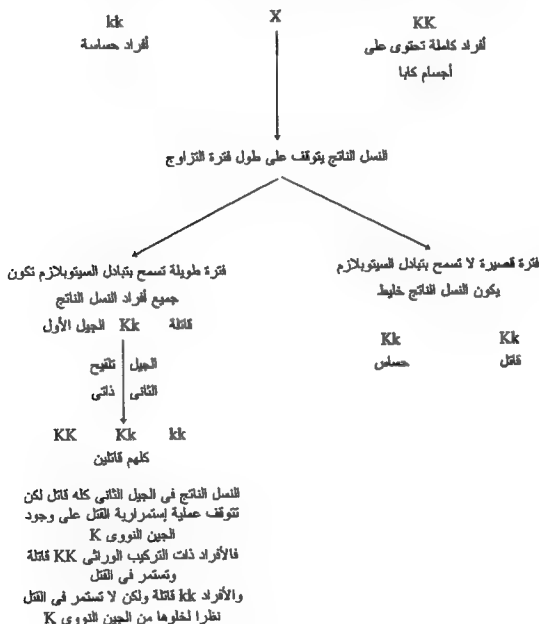 KK X kk
أفراد كاملة تحتوى على أفراد حساسة
أجسام كابا
النسل الناتج يتوقف على طول فترة التزاوج
فترة قصيرة لا تسمح بتبادل السيتوبلازم
يكون النسل الناتج خليط
Kk Kk
قاتل حساس
فترة طويلة تسمح بتبادل السيتوبلازم تكون
جميع أفراد النسل الناتج
قاتلة Kk الجيل الأول
الجيل تلقيح
الثانى ذاتى
KK Kk kk
كلهم قاتلين
النسل الناتج فى الجيل الثانى كله قاتل لكن
تتوقف عملية إستمرارية القتل على وجود
الجين النووى K
فالأفراد ذات التركيب الوراثى KK قاتلة
وتستمر فى القتل
والأفراد kk قاتلة ولكن لا تستمر فى القتل
نظرا لخلوها من الجين النووى K